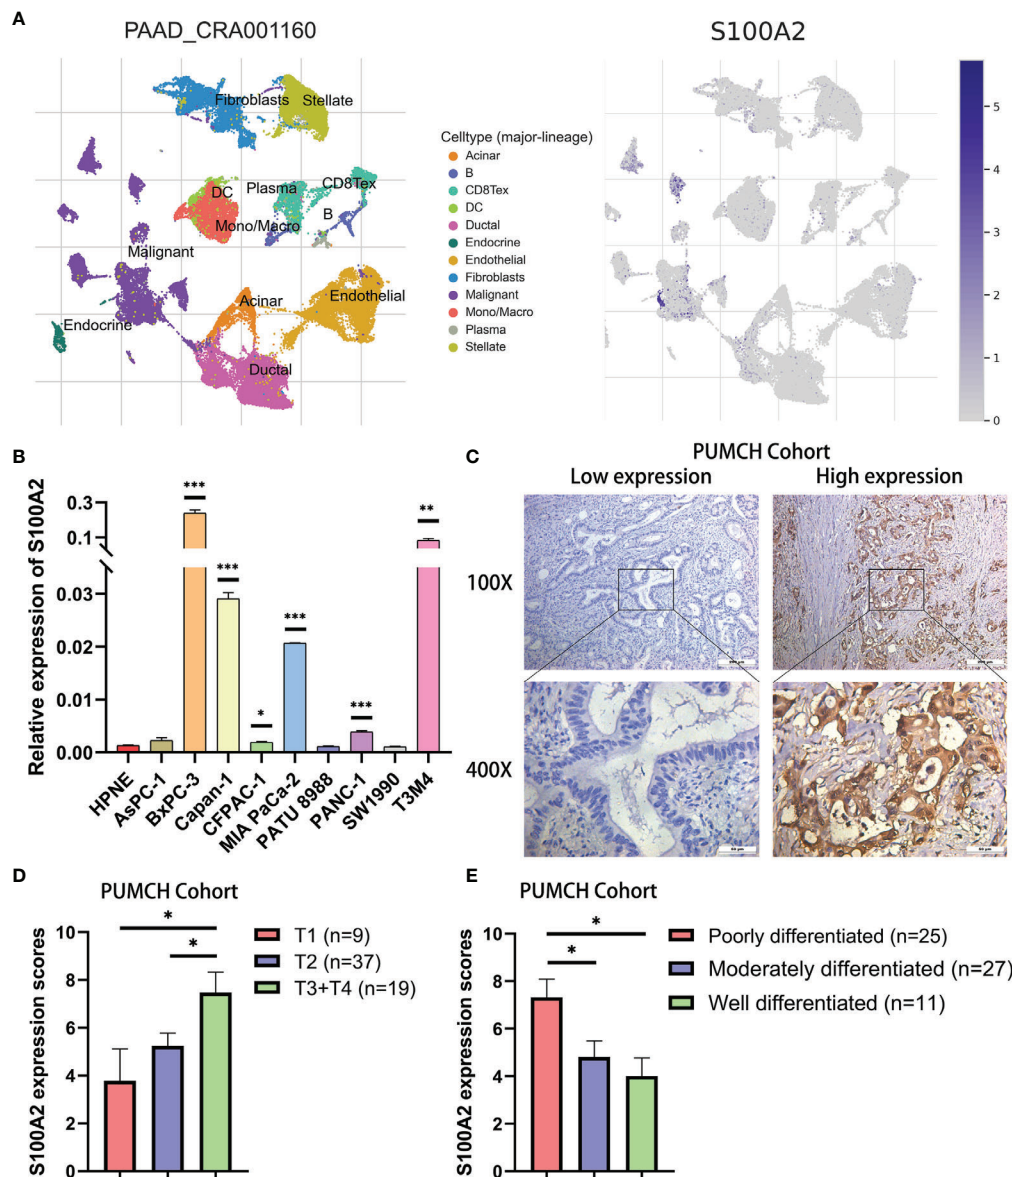 A
PAAD_CRA001160
S100A2
Fibroblasts
Stellate
DC
Plasma
CD8Tex
B
Mono/Macro
Malignant
Acinar
Endothelial
Endocrine
Ductal
Celltype (major-lineage)
Acinar
B
CD8Tex
DC
Ductal
Endocrine
Endothelial
Fibroblasts
Malignant
Mono/Macro
Plasma
Stellate
5
4
3
2
1
0
B
Relative expression of S100A2
0.3
0.1
0.03
0.02
0.01
0.00
***
***
*
***
***
**
HPNE
AsPC-1
BxPC-3
Capan-1
CFPAC-1
MIA PaCa-2
PATU 8988
PANC-1
SW1990
T3M4
C
PUMCH Cohort
Low expression
High expression
100X
400X
D
PUMCH Cohort
S100A2 expression scores
10
8
6
4
2
0
*
*
T1 (n=9)
T2 (n=37)
T3+T4 (n=19)
E
PUMCH Cohort
S100A2 expression scores
10
8
6
4
2
0
*
*
Poorly differentiated (n=25)
Moderately differentiated (n=27)
Well differentiated (n=11)